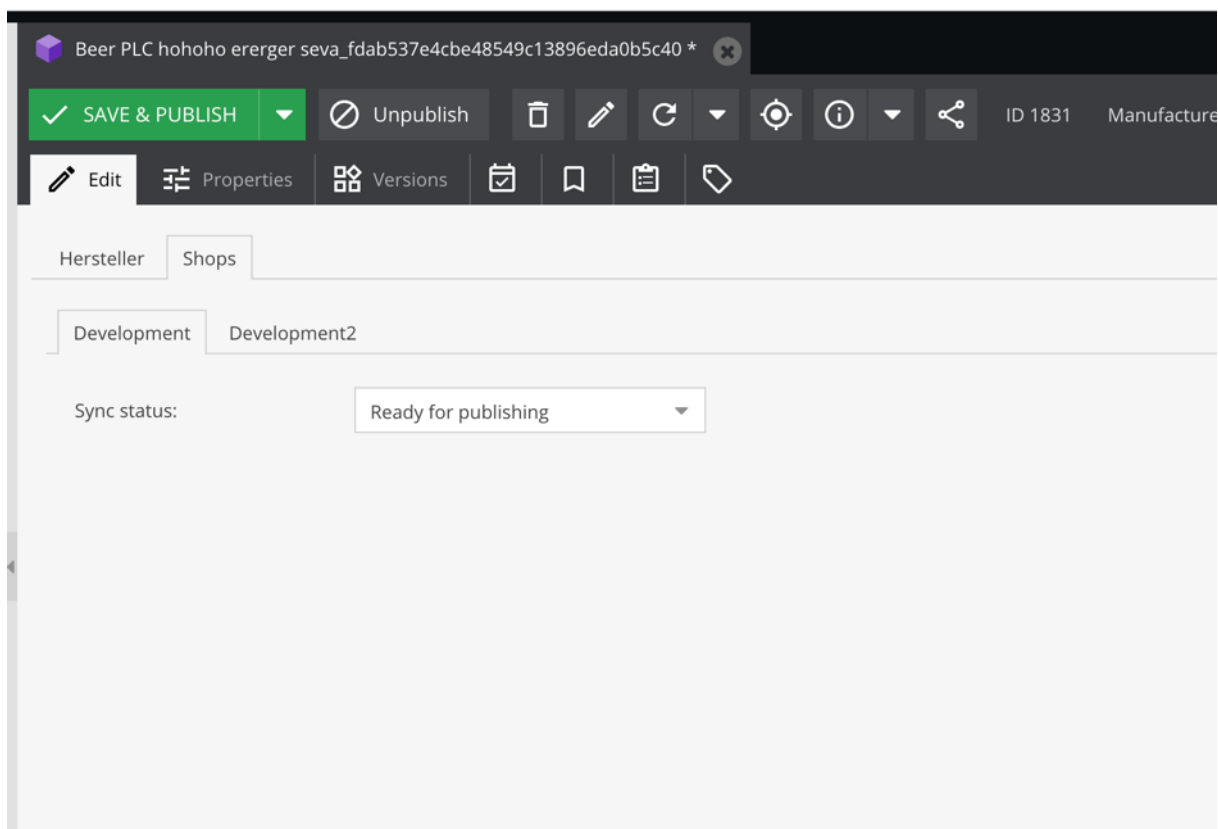 Beer PLC hohoho ererger seva_fdab537e4cbe48549c13896eda0b5c40 *
SAVE & PUBLISH Unpublish ID 1831 Manufacture
Edit Properties Versions
Hersteller Shops
Development Development2
Sync status: Ready for publishing